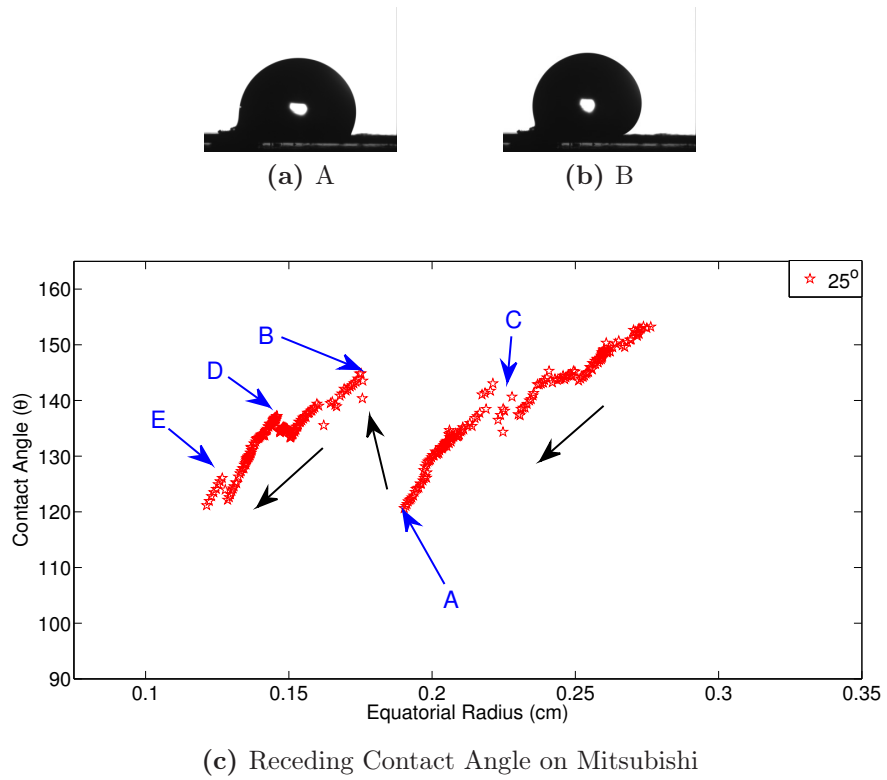 (a) A
(b) B
25°
160
150
140
130
120
110
100
90
Contact Angle (θ)
E
D
B
C
A
0.1
0.15
0.2
0.25
0.3
0.35
Equatorial Radius (cm)
(c) Receding Contact Angle on Mitsubishi